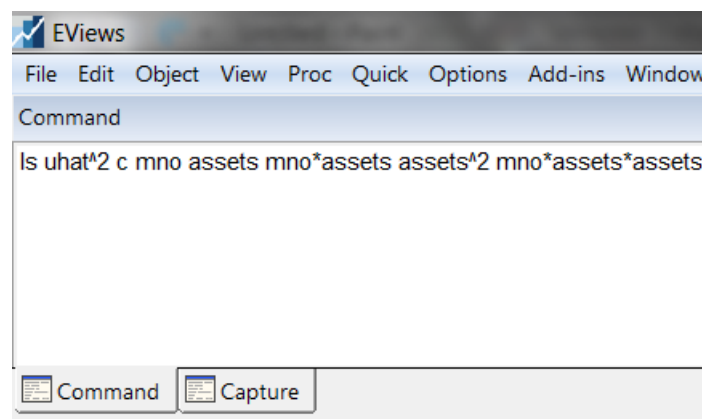 EViews
File Edit Object View Proc Quick Options Add-ins Window
Command
ls uhat^2 c mno assets mno*assets assets^2 mno*assets*assets
Command Capture